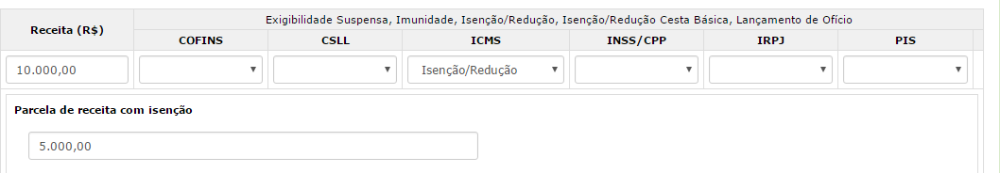 Receita (R$)
Exigibilidade Suspensa, Imunidade, Isenção/Redução, Isenção/Redução Cesta Básica, Lançamento de Ofício
COFINS CSLL ICMS INSS/CPP IRPJ PIS
10.000,00 Isenção/Redução
Parcela de receita com isenção
5.000,00